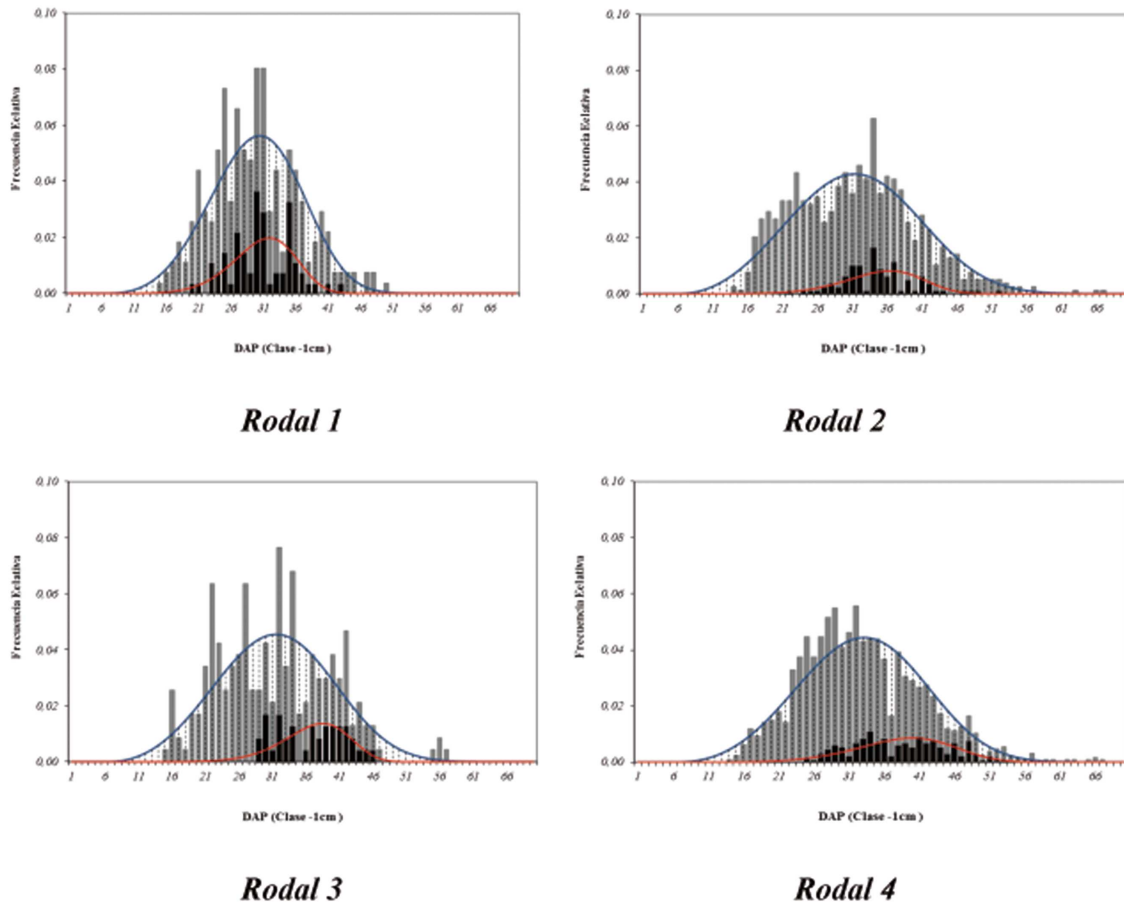 0,10
0,08
0,06
0,04
0,02
0,00
Frecuencia Eelativa
1 6 11 16 21 26 31 36 41 46 51 56 61
DAP (Clase -1cm )
Rodal 1
0,10
0,08
0,06
0,04
0,02
0,00
Frecuencia Eelativa
1 6 11 16 21 26 31 36 41 46 51 56 61 66
DAP (Clase -1cm )
Rodal 2
0,10
0,08
0,06
0,04
0,02
0,00
Frecuencia Eelativa
1 6 11 16 21 26 31 36 41 46 51 56 61 66
DAP (Clase -1cm )
Rodal 3
0,10
0,08
0,06
0,04
0,02
0,00
Frecuencia Eelativa
1 6 11 16 21 26 31 36 41 46 51 56 61 66
DAP (Clase -1cm )
Rodal 4